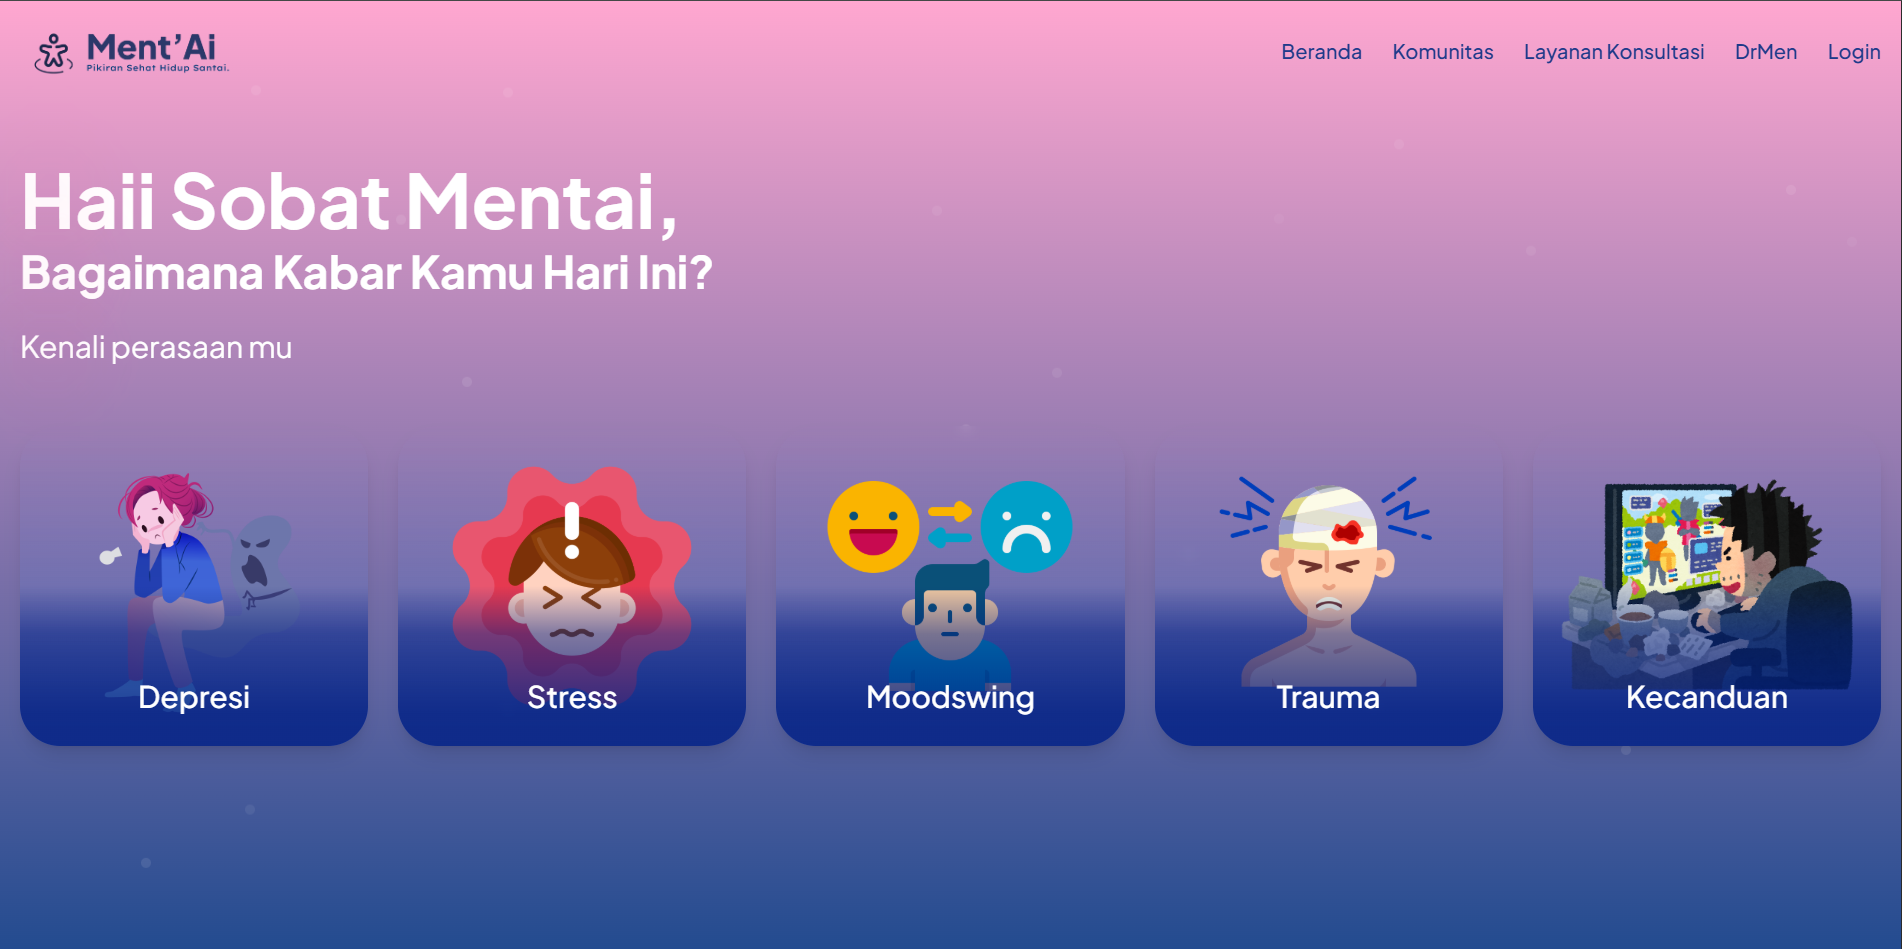 Ment'Ai
Pikiran Sehat Hidup Santai.
Beranda Komunitas Layanan Konsultasi DrMen Login
Haii Sobat Mentai,
Bagaimana Kabar Kamu Hari Ini?
Kenali perasaan mu
Depresi Stress Moodswing Trauma Kecanduan